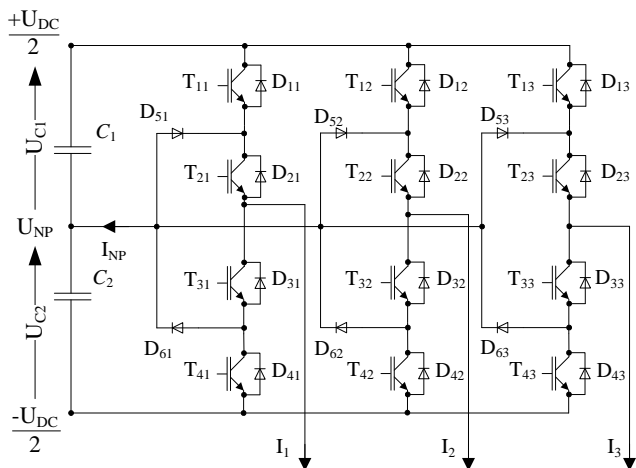 +U_DC
2
T11 D11 T12 D12 T13 D13
U_C1 C1 D51 D52 D53
T21 D21 T22 D22 T23 D23
U_NP
I_NP
U_C2 C2 T31 D31 T32 D32 T33 D33
D61 D62 D63
T41 D41 T42 D42 T43 D43
-U_DC
2
I1 I2 I3